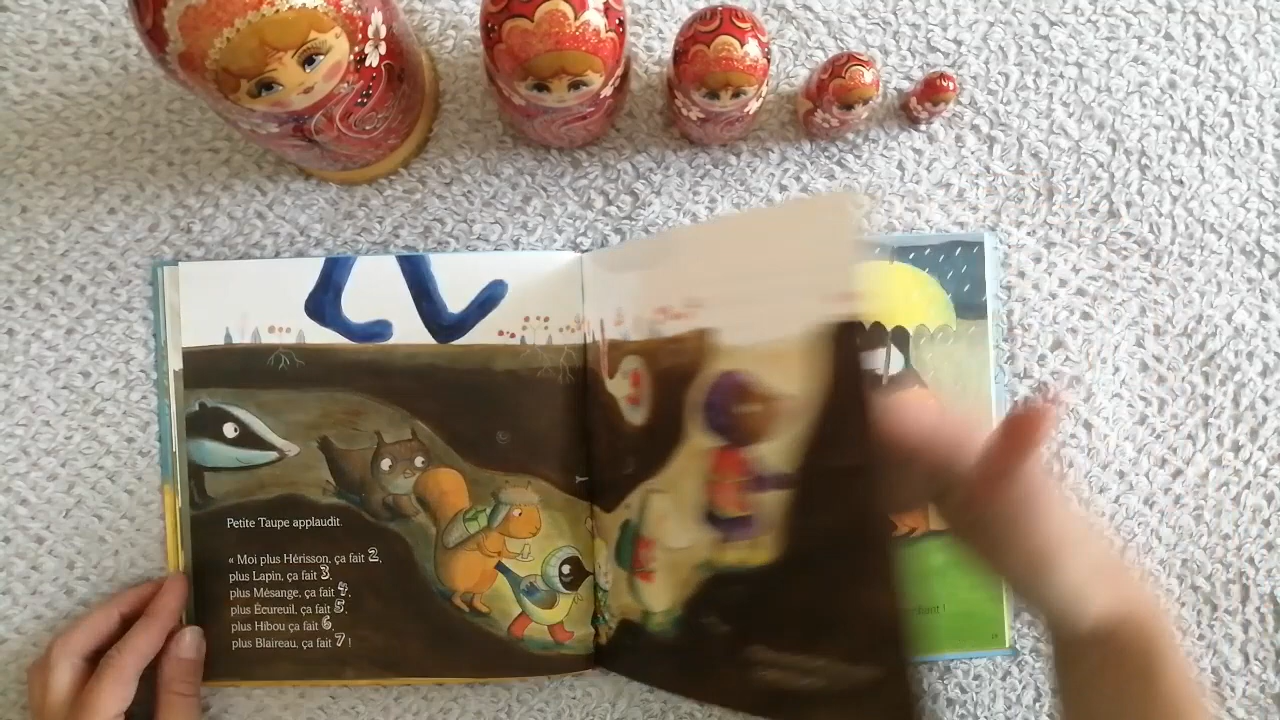 Petite Taupe applaudit.
« Moi plus Hérisson, ça fait 2,
plus Lapin, ça fait 3,
plus Mésange, ça fait 4,
plus Écureuil, ça fait 5,
plus Hibou ça fait 6,
plus Blaireau, ça fait 7 !